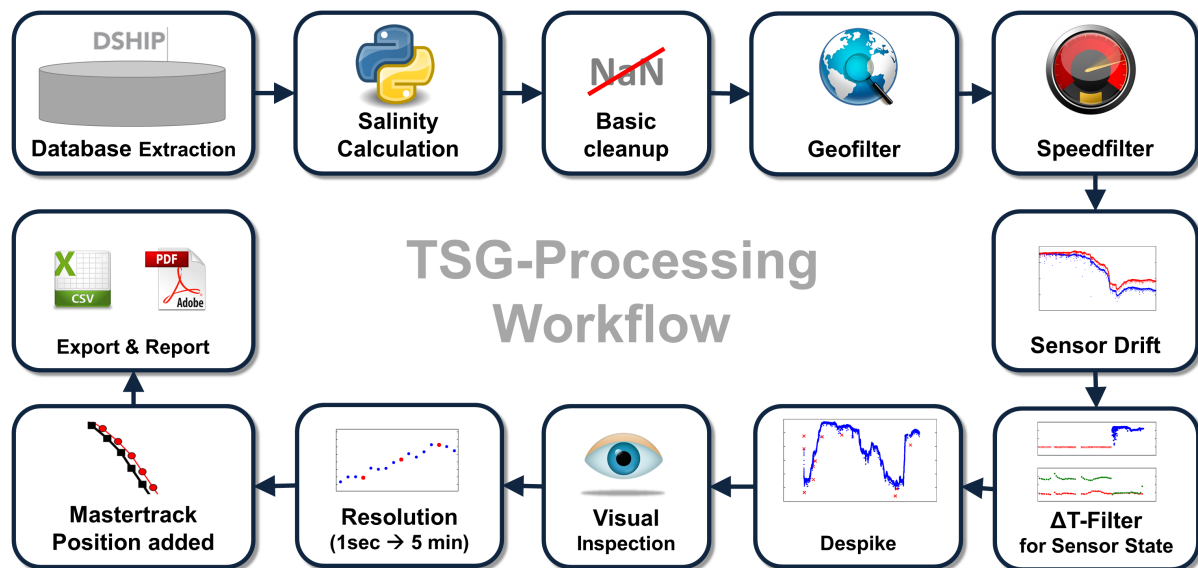 DSHIP
Database Extraction
Salinity
Calculation
NaN
Basic
cleanup
Geofilter
Speedfilter
TSG-Processing
Workflow
Sensor Drift
ΔT-Filter
for Sensor State
Despike
Visual
Inspection
Resolution
(1sec → 5 min)
Mastertrack
Position added
X
CSV
PDF
Adobe
Export & Report